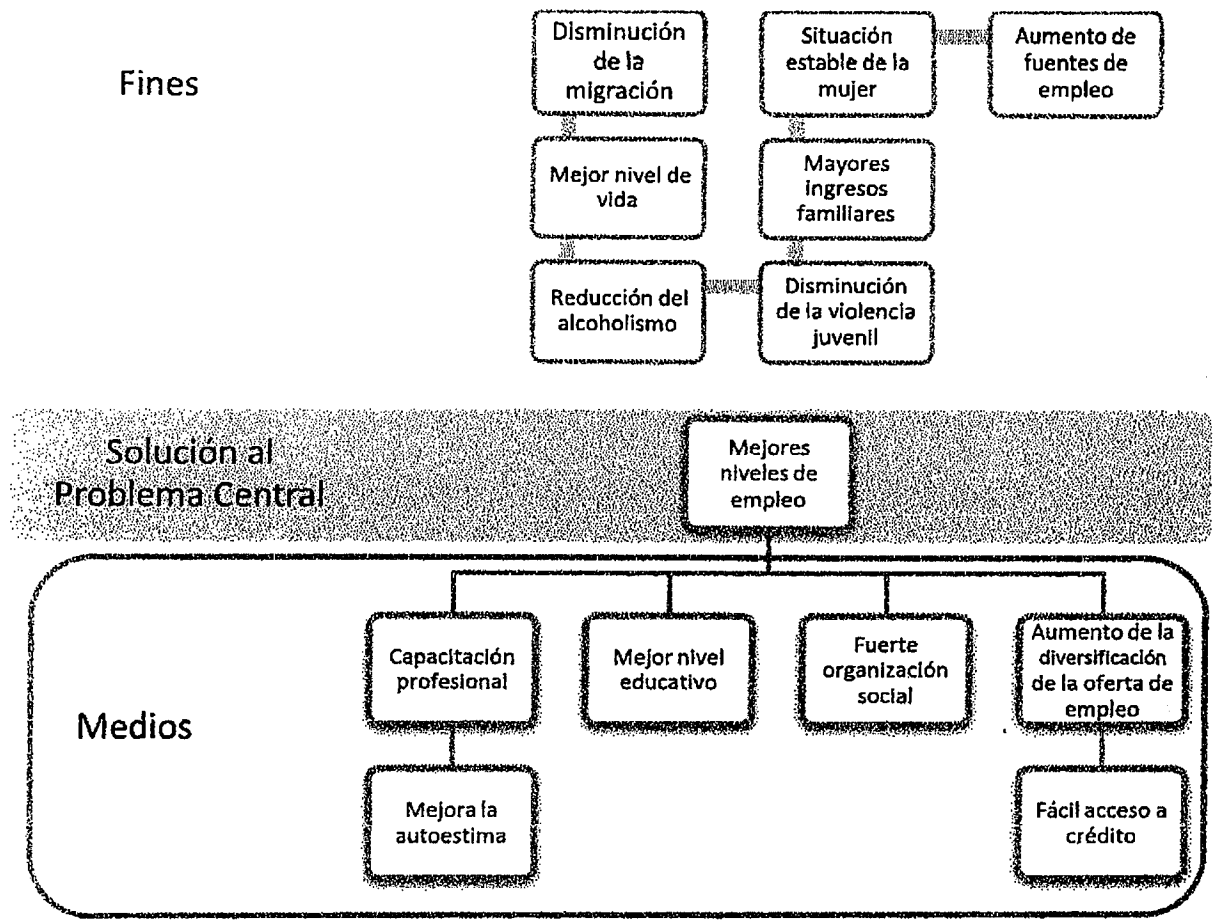 Fines
Disminución
de la
migración
Situación
estable de la
mujer
Aumento de
fuentes de
empleo
Mejor nivel de
vida
Mayores
ingresos
familiares
Reducción del
alcoholismo
Disminución
de la violencia
juvenil
Solución al
Problema Central
Mejores
niveles de
empleo
Medios
Capacitación
profesional
Mejor nivel
educativo
Fuerte
organización
social
Aumento de la
diversificación
de la oferta de
empleo
Mejora la
autoestima
Fácil acceso a
crédito